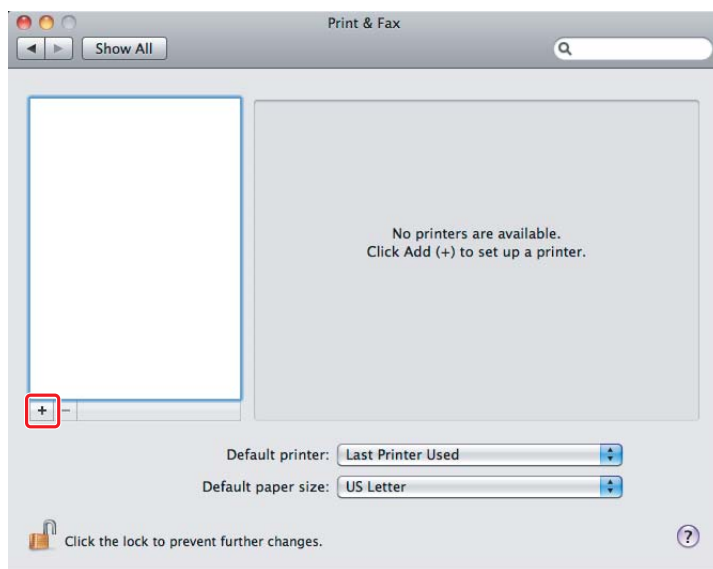 Print & Fax
Show All
No printers are available.
Click Add (+) to set up a printer.
+ −
Default printer: Last Printer Used
Default paper size: US Letter
Click the lock to prevent further changes.
?